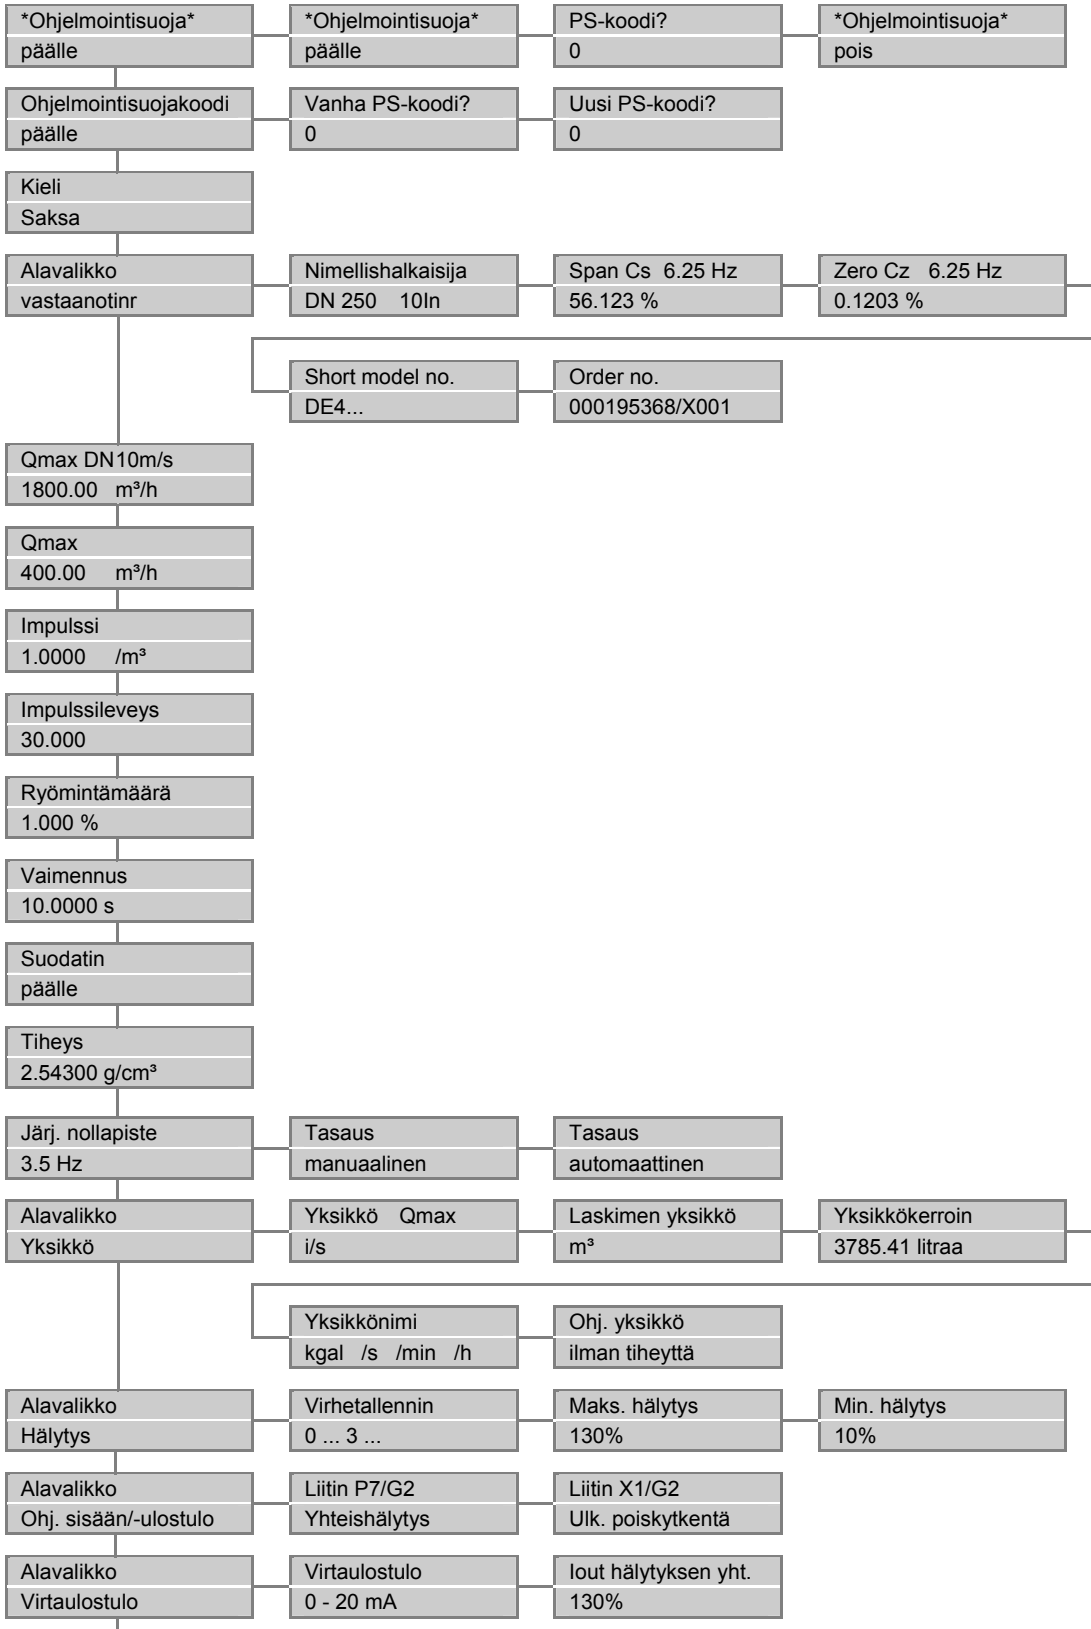 *Ohjelmointisuoja*
päälle
*Ohjelmointisuoja*
päälle
PS-koodi?
0
*Ohjelmointisuoja*
pois
Ohjelmointisuojakoodi
päälle
Vanha PS-koodi?
0
Uusi PS-koodi?
0
Kieli
Saksa
Alavalikko
vastaanotinr
Nimellishalkaisija
DN 250 10In
Span Cs 6.25 Hz
56.123 %
Zero Cz 6.25 Hz
0.1203 %
Short model no.
DE4...
Order no.
000195368/X001
Qmax DN10m/s
1800.00 m³/h
Qmax
400.00 m³/h
Impulssi
1.0000 /m³
Impulssileveys
30.000
Ryömintämäärä
1.000 %
Vaimennus
10.0000 s
Suodatin
päälle
Tiheys
2.54300 g/cm³
Järj. nollapiste
3.5 Hz
Tasaus
manuaalinen
Tasaus
automaattinen
Alavalikko
Yksikkö
Yksikkö Qmax
i/s
Laskimen yksikkö
m³
Yksikkökerroin
3785.41 litraa
Yksikkönimi
kgal /s /min /h
Ohj. yksikkö
ilman tiheyttä
Alavalikko
Hälytys
Virhetallennin
0 ... 3 ...
Maks. hälytys
130%
Min. hälytys
10%
Alavalikko
Ohj. sisään/-ulostulo
Liitin P7/G2
Yhteishälytys
Liitin X1/G2
Ulk. poiskytkentä
Alavalikko
Virtaulostulo
Virtaulostulo
0 - 20 mA
Iout hälytyksen yht.
130%